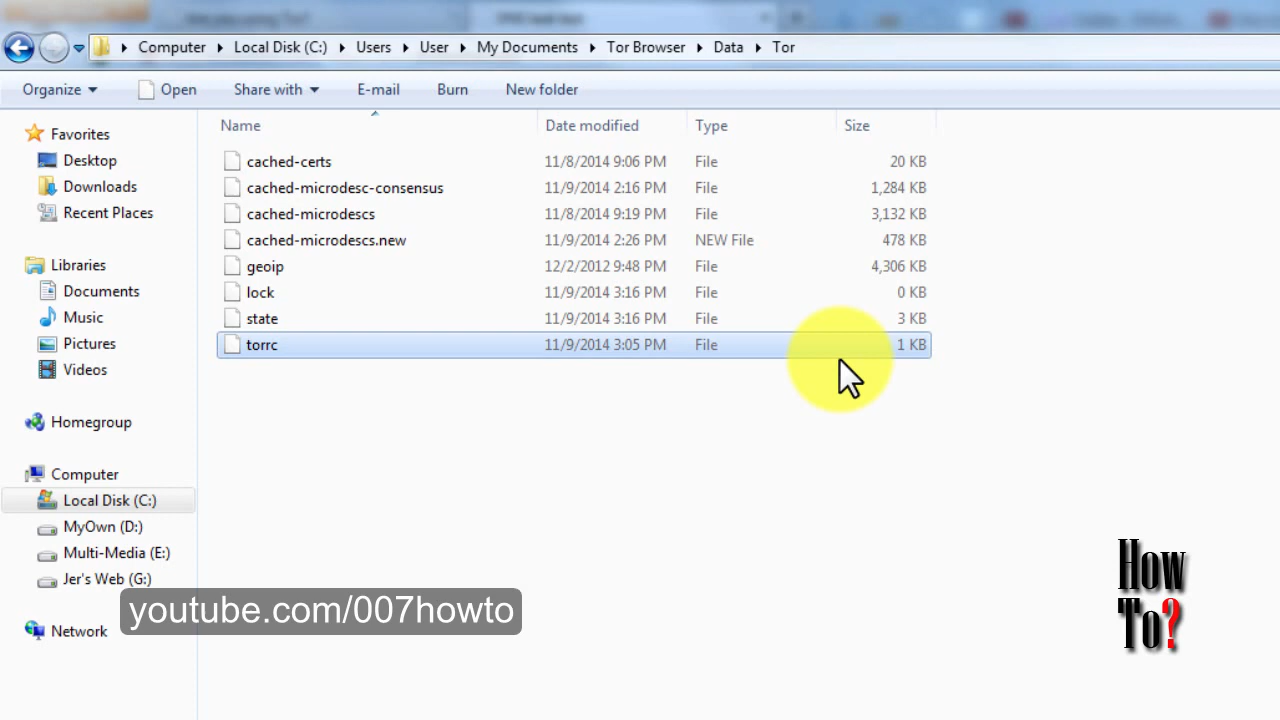 Computer Local Disk (C:) Users User My Documents Tor Browser Data Tor
Organize Open Share with E-mail Burn New folder
Name Date modified Type Size
Favorites
Desktop
Downloads
Recent Places
Libraries
Documents
Music
Pictures
Videos
Homegroup
Computer
Local Disk (C:)
MyOwn (D:)
Multi-Media (E:)
Jer's Web (G:)
Network
cached-certs 11/8/2014 9:06 PM File 20 KB
cached-microdesc-consensus 11/9/2014 2:16 PM File 1,284 KB
cached-microdescs 11/8/2014 9:19 PM File 3,132 KB
cached-microdescs.new 11/9/2014 2:26 PM NEW File 478 KB
geoip 12/2/2012 9:48 PM File 4,306 KB
lock 11/9/2014 3:16 PM File 0 KB
state 11/9/2014 3:16 PM File 3 KB
torrc 11/9/2014 3:05 PM File 1 KB
youtube.com/007howto
How
To?